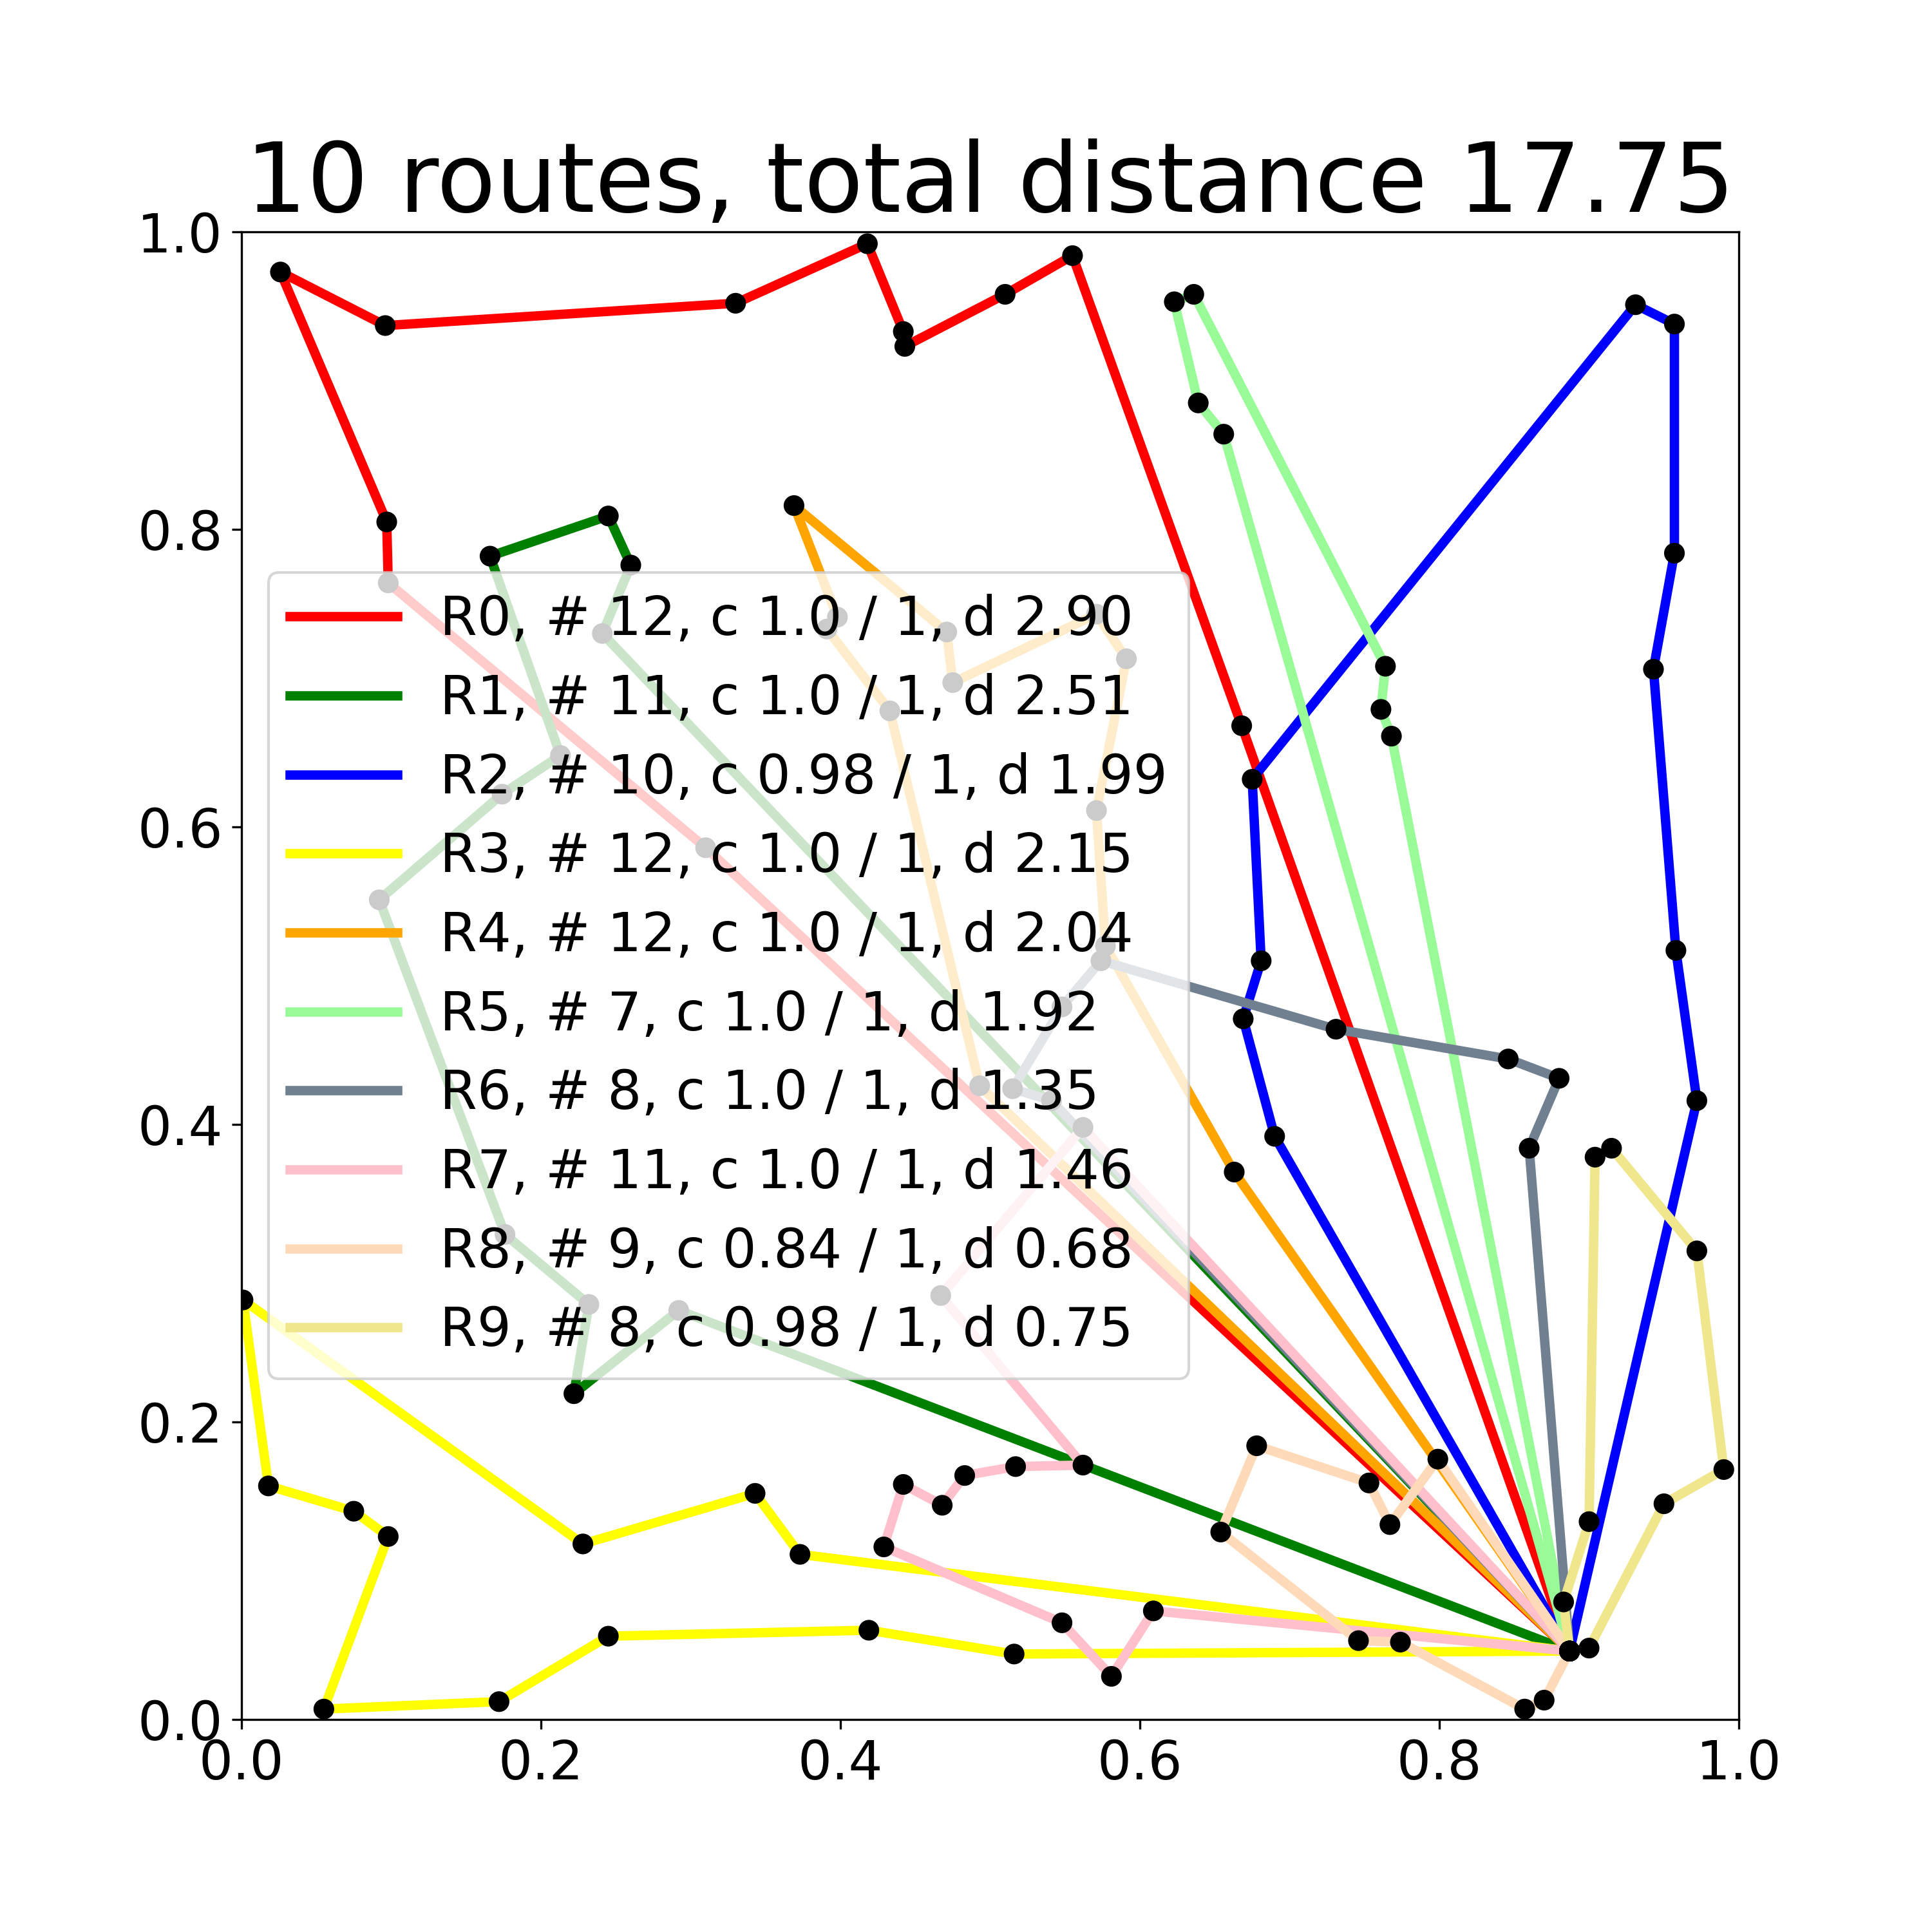 10 routes, total distance 17.75
1.0
0.8
0.6
0.4
0.2
0.0
R0, # 12, c 1.0 / 1, d 2.90
R1, # 11, c 1.0 / 1, d 2.51
R2, # 10, c 0.98 / 1, d 1.99
R3, # 12, c 1.0 / 1, d 2.15
R4, # 12, c 1.0 / 1, d 2.04
R5, # 7, c 1.0 / 1, d 1.92
R6, # 8, c 1.0 / 1, d 1.35
R7, # 11, c 1.0 / 1, d 1.46
R8, # 9, c 0.84 / 1, d 0.68
R9, # 8, c 0.98 / 1, d 0.75
0.0 0.2 0.4 0.6 0.8 1.0